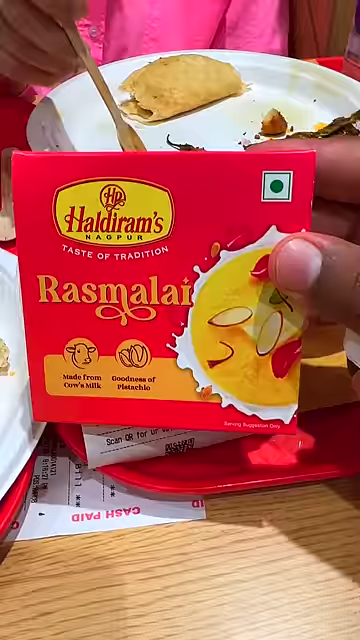 HR
Haldiram's
NAGPUR
TASTE OF TRADITION
Rasmalai
Made from
Cow's Milk
Goodness of
Pistachio
Serving Suggestion Only
Scan QR for
CASH PAID